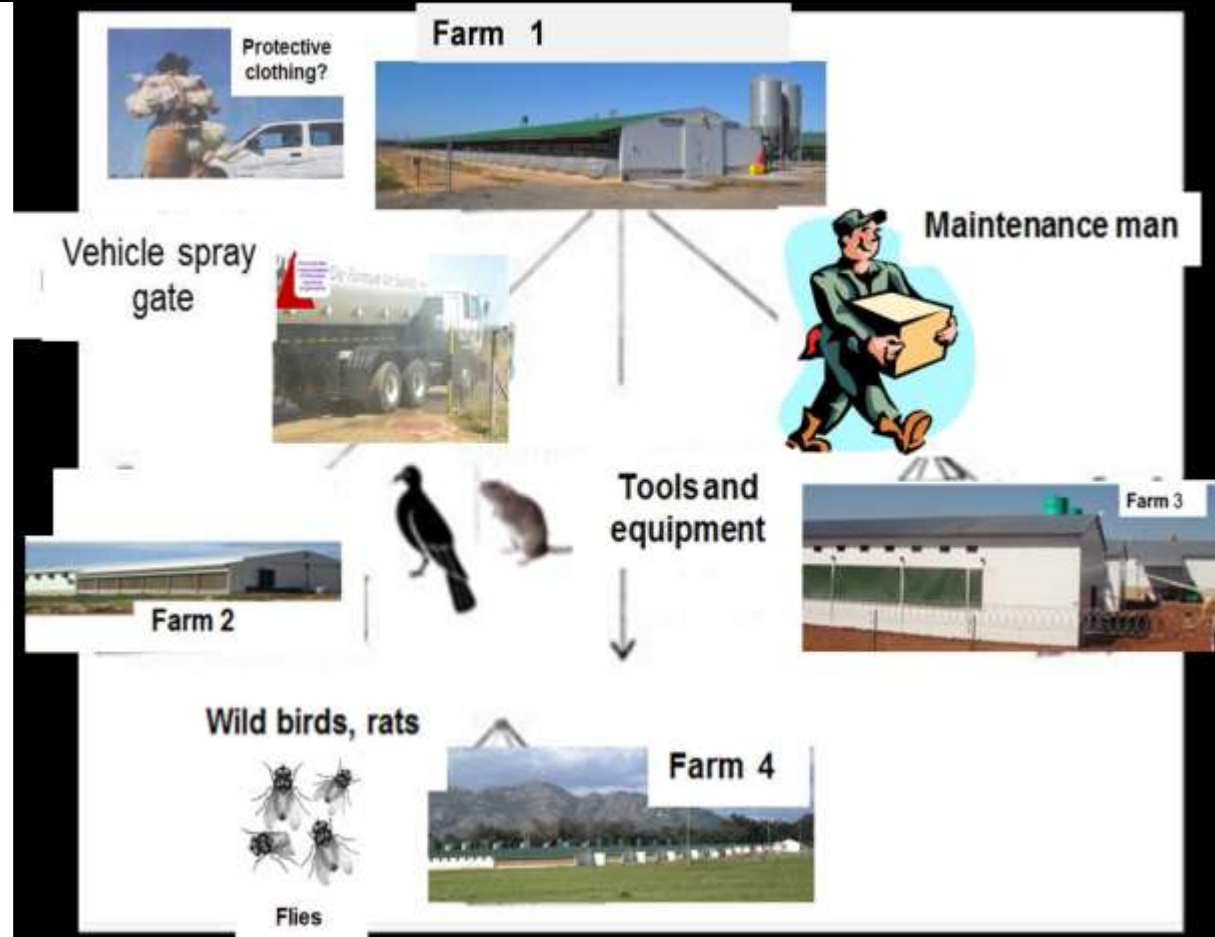 Farm 1
Protective
clothing?
Maintenance man
Vehicle spray
gate
Tools and
equipment
Farm 3
Farm 2
Wild birds, rats
Farm 4
Flies